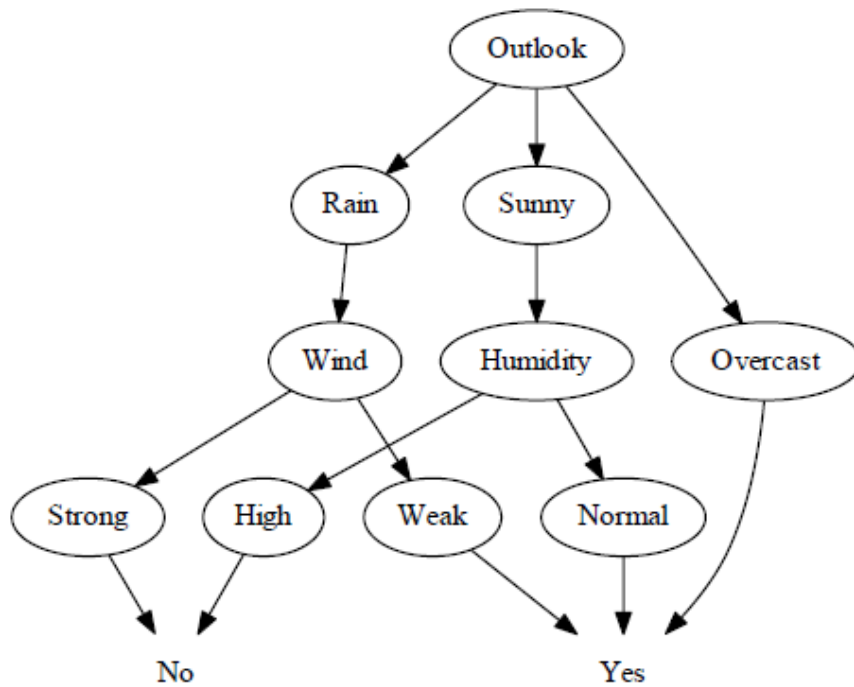 Outlook
Rain
Sunny
Wind
Humidity
Overcast
Strong
High
Weak
Normal
No
Yes